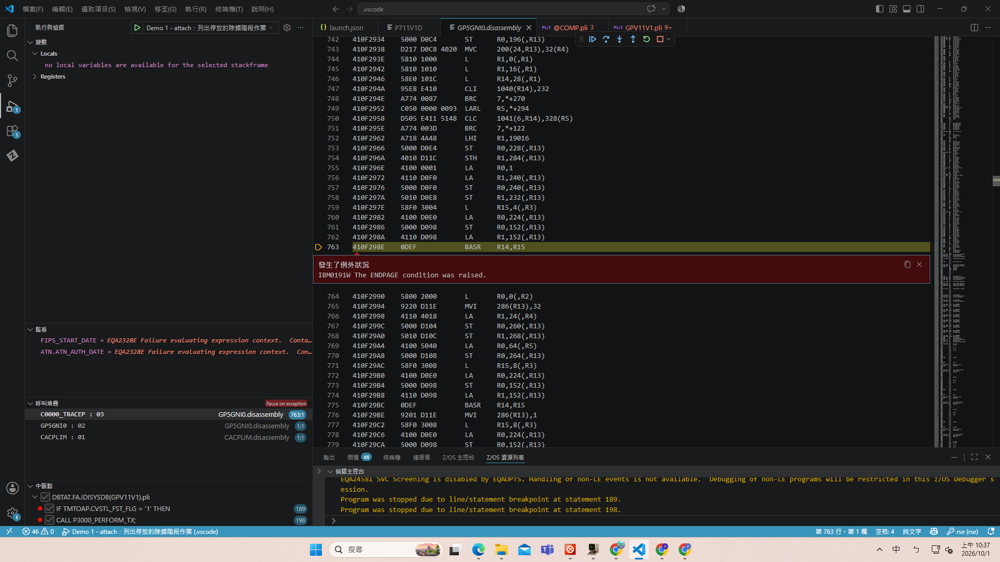 檔案(F) 編輯(E) 選取項目(S) 檢視(V) 移至(G) 執行(R) 終端機(T) 說明(H)
.vscode
執行與偵錯
Demo 1 - attach：列出停放的除錯階段作業
launch.json
P711V1D
GP5GNI0.disassembly
PL/I @COMP.pli 3
PL/I GPV11V1.pli 9+
變數
Locals
no local variables are available for the selected stackframe
Registers
742 410F2934 5000 D0C4 ST R0,196(,R13)
743 410F2938 D217 D0C8 4020 MVC 200(24,R13),32(R4)
744 410F293E 5810 1000 L R1,0(,R1)
745 410F2942 5810 1010 L R1,16(,R1)
746 410F2946 58E0 101C L R14,28(,R1)
747 410F294A 95E8 E410 CLI 1040(R14),232
748 410F294E A774 0087 BRC 7,*+270
749 410F2952 C050 0000 0093 LARL R5,*+294
750 410F2958 D505 E411 5148 CLC 1041(6,R14),328(R5)
751 410F295E A774 003D BRC 7,*+122
752 410F2962 A718 4A48 LHI R1,19016
753 410F2966 5000 D0E4 ST R0,228(,R13)
754 410F296A 4010 D11C STH R1,284(,R13)
755 410F296E 4100 0001 LA R0,1
756 410F2972 4110 D0F0 LA R1,240(,R13)
757 410F2976 5000 D0F0 ST R0,240(,R13)
758 410F297A 5010 D0E8 ST R1,232(,R13)
759 410F297E 58F0 3004 L R15,4(,R3)
760 410F2982 4100 D0E0 LA R0,224(,R13)
761 410F2986 5000 D098 ST R0,152(,R13)
762 410F298A 4110 D098 LA R1,152(,R13)
763 410F298E 0DEF BASR R14,R15
發生了例外狀況
IBM0191W The ENDPAGE condition was raised.
764 410F2990 5800 2000 L R0,0(,R2)
765 410F2994 9220 D11E MVI 286(R13),32
766 410F2998 4110 4018 LA R1,24(,R4)
767 410F299C 5000 D104 ST R0,260(,R13)
768 410F29A0 5010 D10C ST R1,268(,R13)
769 410F29A4 4100 5040 LA R0,64(,R5)
770 410F29A8 5000 D108 ST R0,264(,R13)
771 410F29AC 58F0 3008 L R15,8(,R3)
772 410F29B0 4100 D0E0 LA R0,224(,R13)
773 410F29B4 5000 D098 ST R0,152(,R13)
774 410F29B8 4110 D098 LA R1,152(,R13)
775 410F29BC 0DEF BASR R14,R15
776 410F29BE 9201 D11E MVI 286(R13),1
777 410F29C2 58F0 3008 L R15,8(,R3)
778 410F29C6 4100 D0E0 LA R0,224(,R13)
779 410F29CA 5000 D098 ST R0,152(,R13)
監看
FIPS_START_DATE = EQA2328E Failure evaluating expression context. Conta…
ATN.ATN_AUTH_DATE = EQA2328E Failure evaluating expression context. Con…
呼叫堆疊
Pause on exception
C0000_TRACEP : 03 GP5GNI0.disassembly 763:1
GP5GNI0 : 02 GP5GNI0.disassembly 1:1
CACPLIM : 01 CACPLIM.disassembly 1:1
中斷點
DBTAT.FA.IDISYSDB(GPV11V1).pli
IF TMTOAP.CVSTL_FST_FLG = '1' THEN 189
CALL P3000_PERFORM_TX; 198
輸出 問題 46 終端機 連接埠 Z/OS 主控台 Z/OS 資源列表
偵錯主控台
EQA2458I SVC Screening is disabled by EQAOPTS. Handling of non-LE events is not available. Debugging of non-LE programs will be restricted in this z/OS Debugger s
ession.
Program was stopped due to line/statement breakpoint at statement 189.
Program was stopped due to line/statement breakpoint at statement 198.
46 0 Demo 1 - attach：列出停放的除錯階段作業 (.vscode)
第 763 行，第 1 欄 空格: 4 純文字 rse (rse)
搜尋
中 ㄅ
上午 10:37
2026/10/1